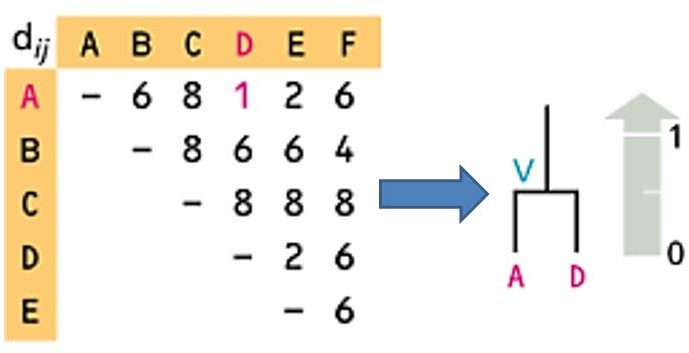 dij A B C D E F
A - 6 8 1 2 6
B - 8 6 6 4
C - 8 8 8
D - 2 6
E - 6
V
A D
1
0